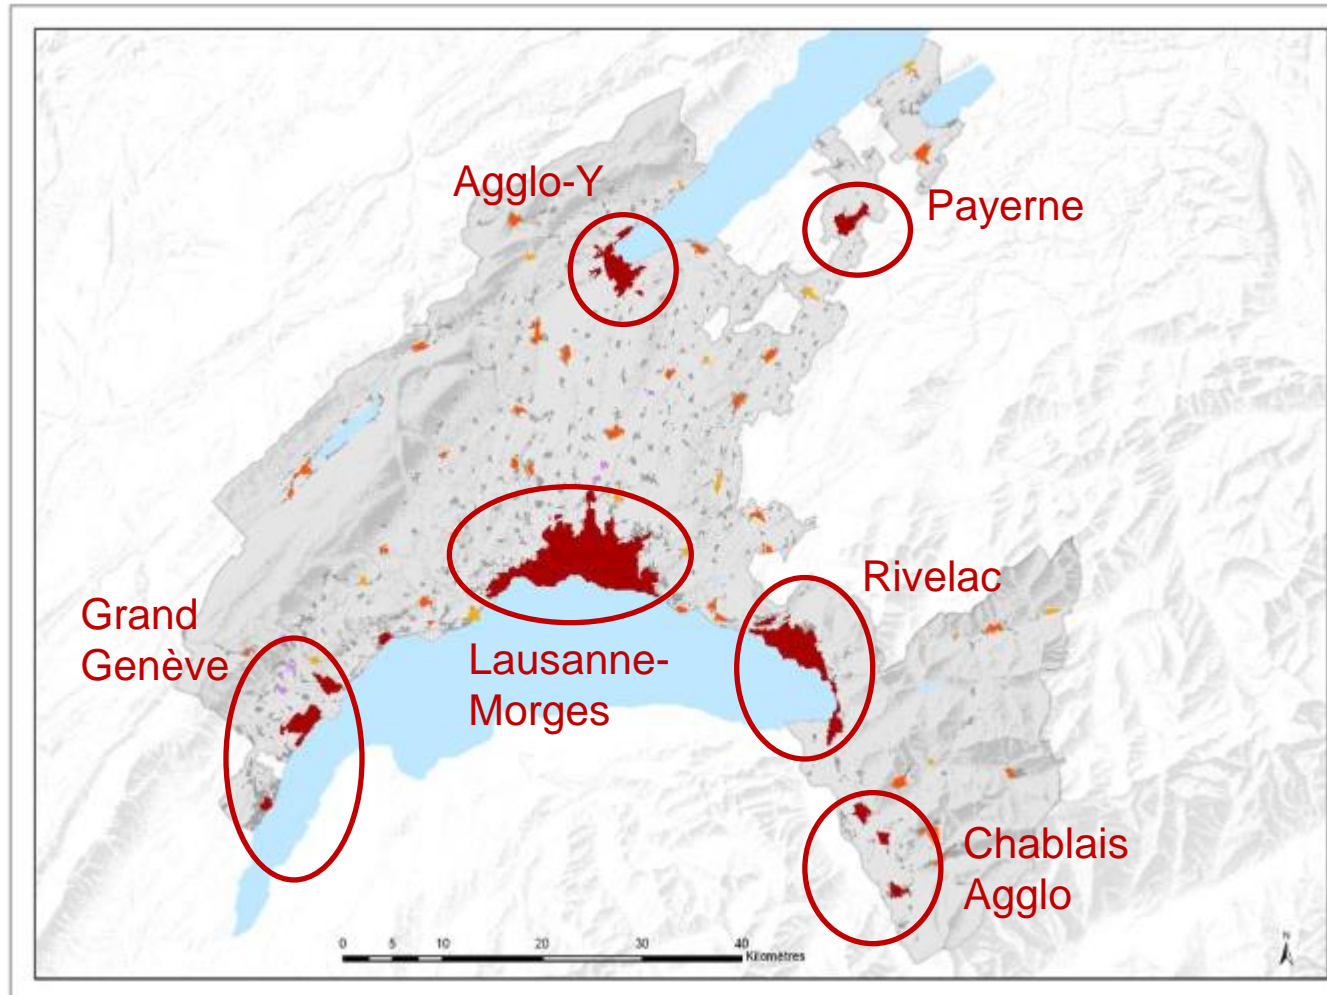 Agglo-Y
Payerne
Rivelac
Grand
Genève
Lausanne-
Morges
Chablais
Agglo
0 5 10 20 30 40
Kilomètres
N